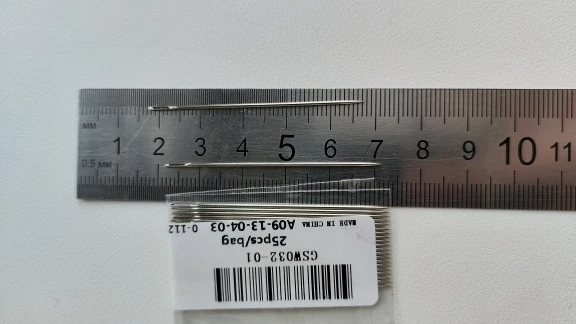 MM
1 2 3 4 5 6 7 8 9 10 11
0.5 MM
GSW032-01
25pcs/bag
MADE IN CHINA A09-13-04-03 0-112